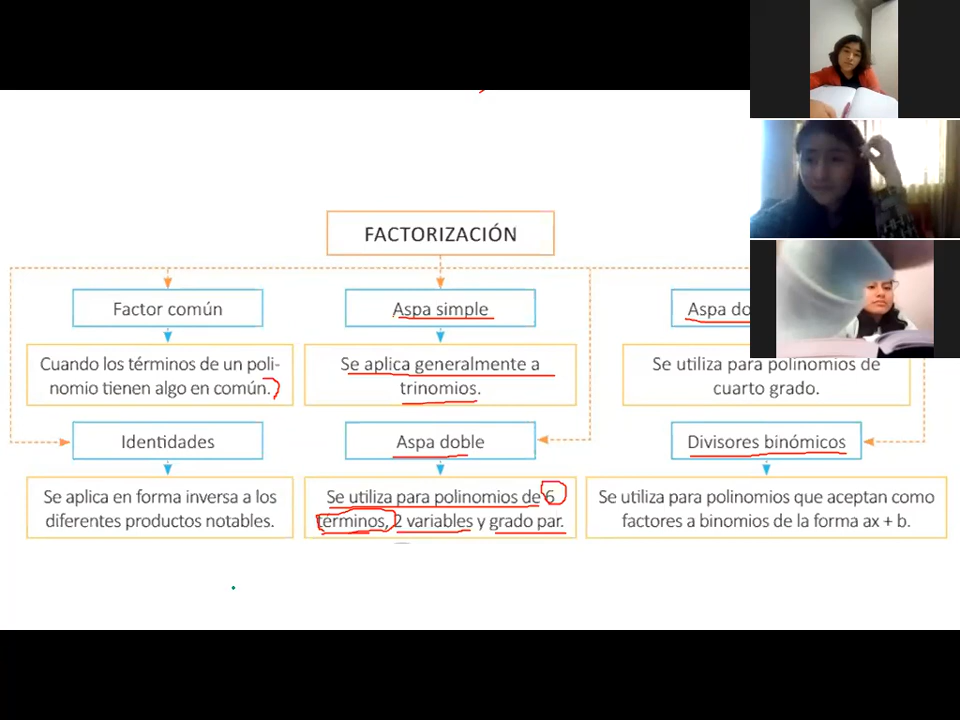 FACTORIZACIÓN
Factor común
Aspa simple
Aspa
Cuando los términos de un poli-
nomio tienen algo en común.
Se aplica generalmente a
trinomios.
Se utiliza para polinomios de
cuarto grado.
Identidades
Aspa doble
Divisores binómicos
Se aplica en forma inversa a los
diferentes productos notables.
Se utiliza para polinomios de 6
términos, 2 variables y grado par.
Se utiliza para polinomios que aceptan como
factores a binomios de la forma ax + b.